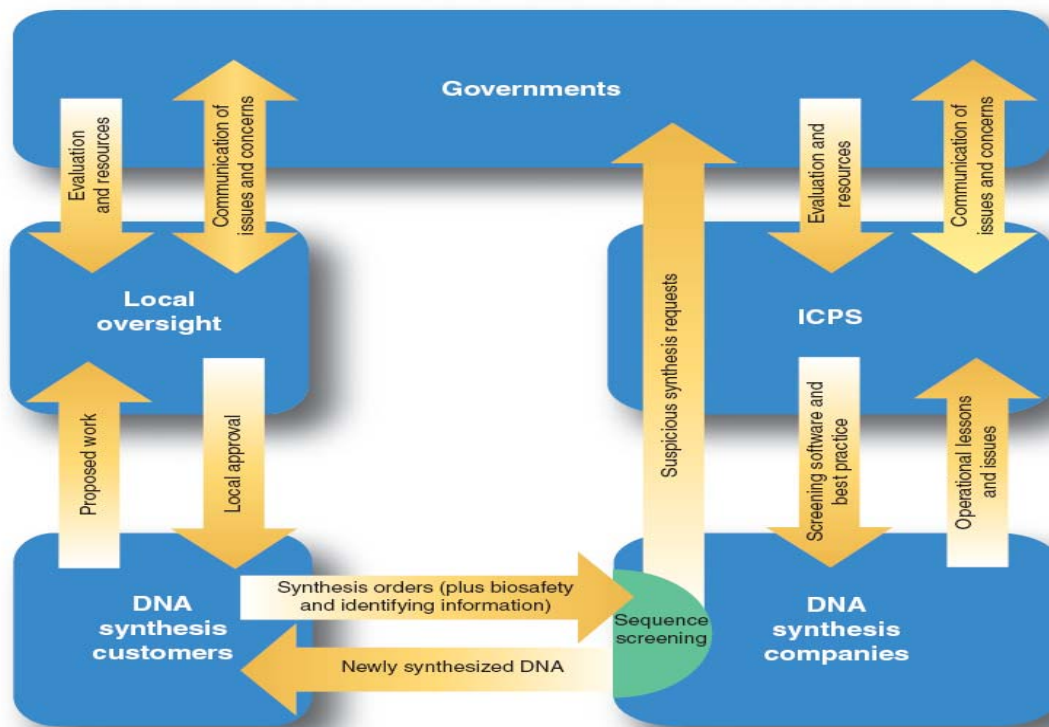 Governments
Evaluation
and resources
Communication of
issues and concerns
Suspicious synthesis requests
Evaluation and
resources
Communication of
issues and concerns
Local
oversight
ICPS
Proposed work
Local approval
Screening software and
best practice
Operational lessons
and issues
DNA
synthesis
customers
Synthesis orders (plus biosafety
and identifying information)
Newly synthesized DNA
Sequence
screening
DNA
synthesis
companies